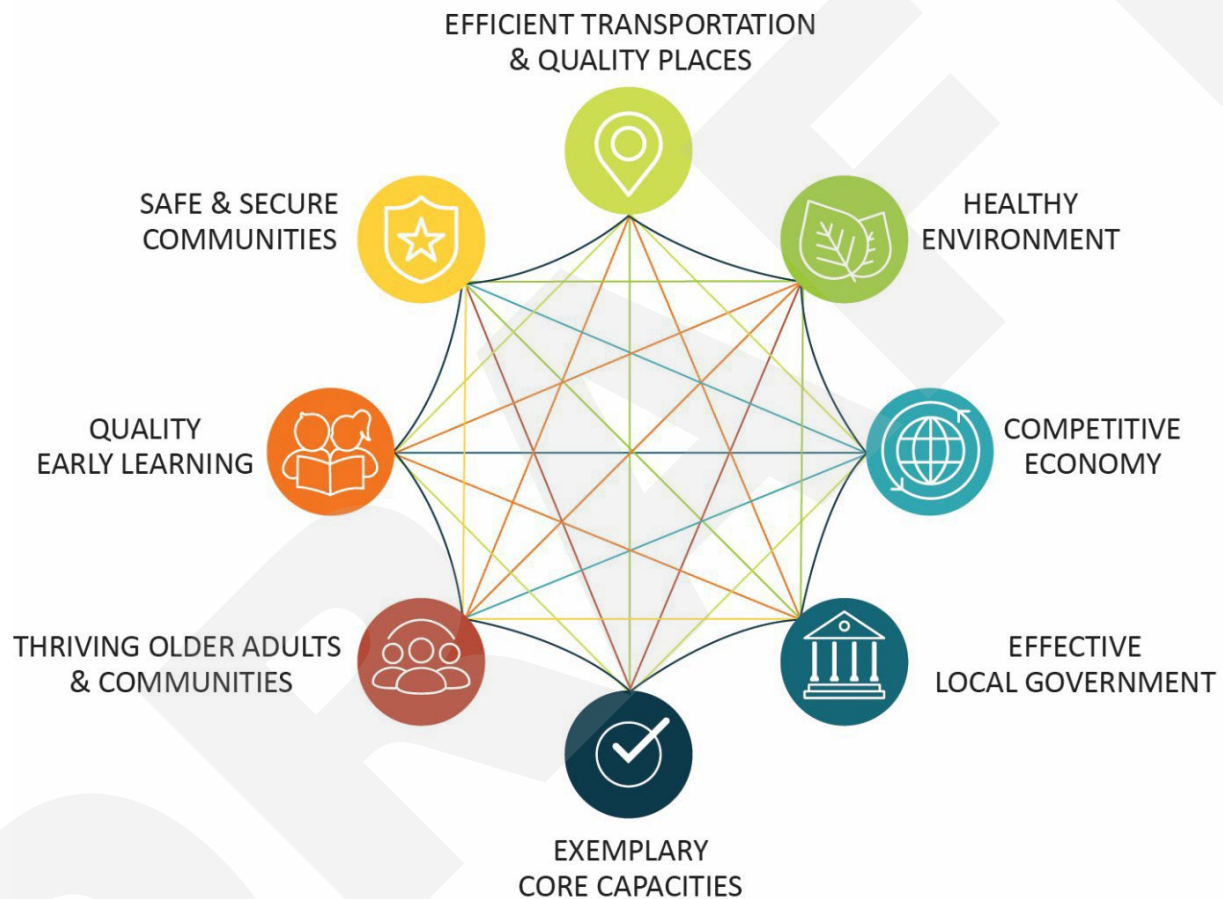 EFFICIENT TRANSPORTATION
& QUALITY PLACES
SAFE & SECURE
COMMUNITIES
HEALTHY
ENVIRONMENT
QUALITY
EARLY LEARNING
COMPETITIVE
ECONOMY
THRIVING OLDER ADULTS
& COMMUNITIES
EFFECTIVE
LOCAL GOVERNMENT
EXEMPLARY
CORE CAPACITIES
DRAFT